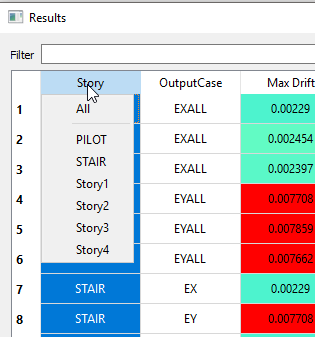 Results
Filter
Story OutputCase Max Drift
1 All EXALL 0.00229
2 PILOT EXALL 0.002454
3 STAIR EXALL 0.002397
Story1
4 EYALL 0.007708
Story2
5 EYALL 0.007859
Story3
6 Story4 EYALL 0.007662
7 STAIR EX 0.00229
8 STAIR EY 0.007708